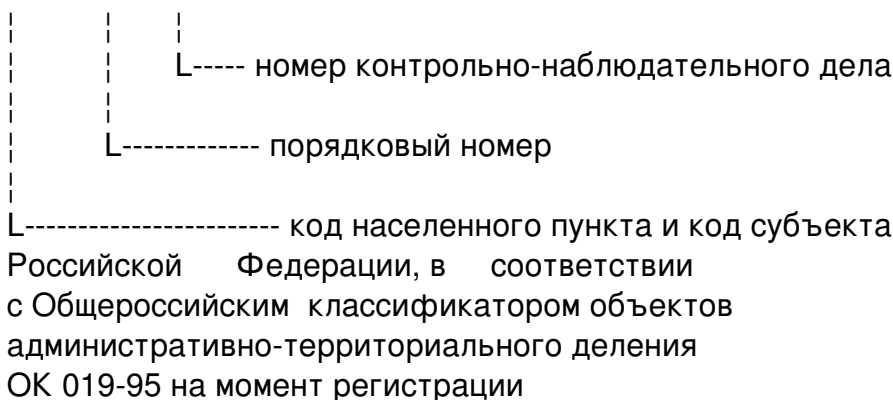 ¦ ¦ ¦
¦ ¦ L----- номер контрольно-наблюдательного дела
¦ ¦
¦ L------------- порядковый номер
¦
L------------------------ код населенного пункта и код субъекта
Российской Федерации, в соответствии
с Общероссийским классификатором объектов
административно-территориального деления
ОК 019-95 на момент регистрации